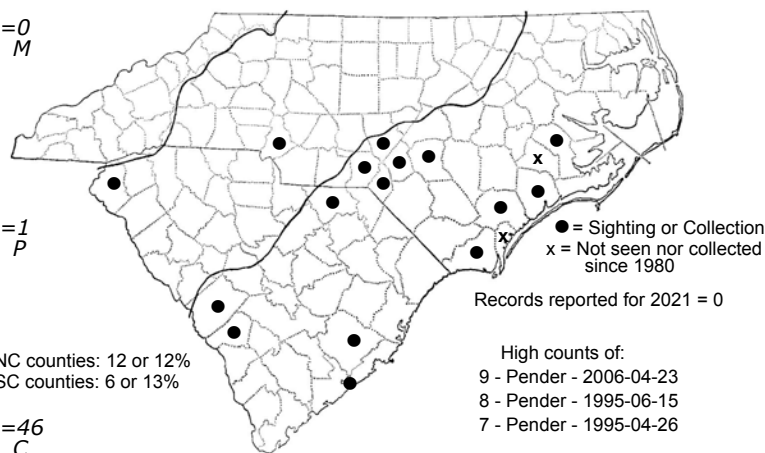 =0
M
=1
P
=46
C
x
x
● = Sighting or Collection
x = Not seen nor collected
since 1980
Records reported for 2021 = 0
NC counties: 12 or 12%
SC counties: 6 or 13%
High counts of:
9 - Pender - 2006-04-23
8 - Pender - 1995-06-15
7 - Pender - 1995-04-26